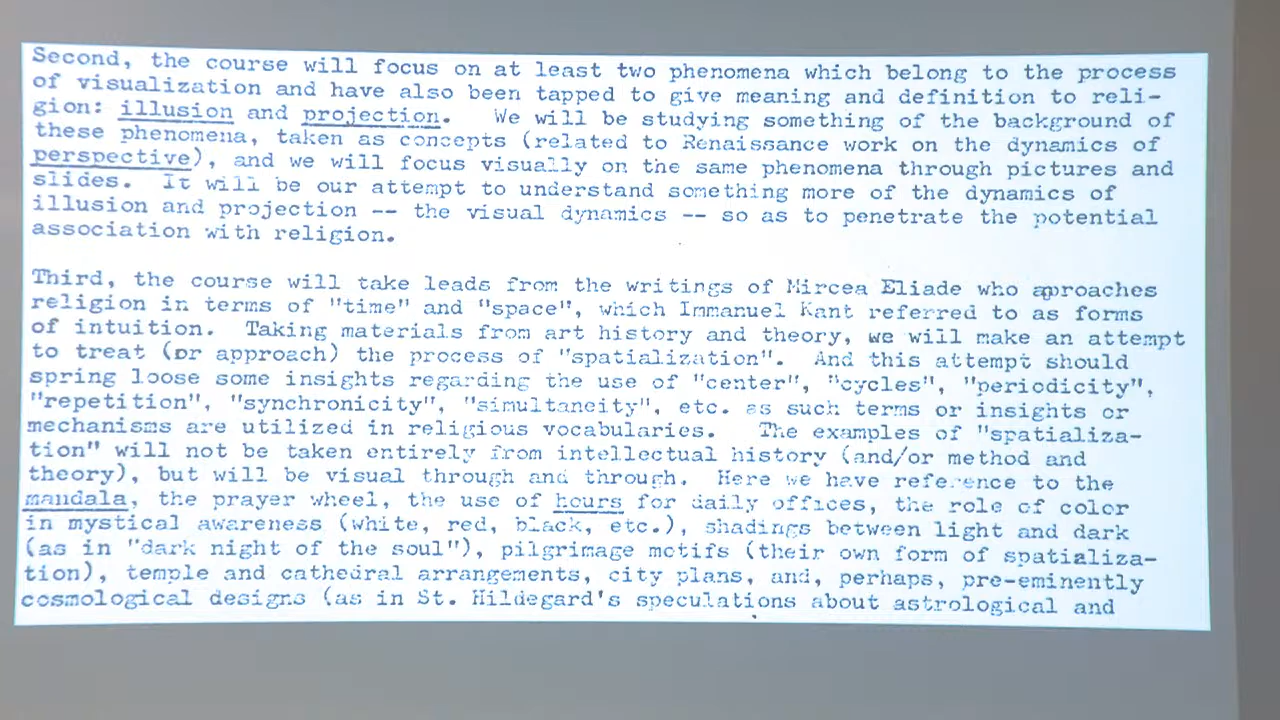 Second, the course will focus on at least two phenomena which belong to the process
of visualization and have also been tapped to give meaning and definition to reli-
gion: illusion and projection. We will be studying something of the background of
these phenomena, taken as concepts (related to Renaissance work on the dynamics of
perspective), and we will focus visually on the same phenomena through pictures and
slides. It will be our attempt to understand something more of the dynamics of
illusion and projection -- the visual dynamics -- so as to penetrate the potential
association with religion.
Third, the course will take leads from the writings of Mircea Eliade who aproaches
religion in terms of "time" and "space", which Immanuel Kant referred to as forms
of intuition. Taking materials from art history and theory, we will make an attempt
to treat (or approach) the process of "spatialization". And this attempt should
spring loose some insights regarding the use of "center", "cycles", "periodicity",
"repetition", "synchronicity", "simultaneity", etc. as such terms or insights or
mechanisms are utilized in religious vocabularies. The examples of "spatializa-
tion" will not be taken entirely from intellectual history (and/or method and
theory), but will be visual through and through. Here we have reference to the
mandala, the prayer wheel, the use of hours for daily offices, the role of color
in mystical awareness (white, red, black, etc.), shadings between light and dark
(as in "dark night of the soul"), pilgrimage motifs (their own form of spatializa-
tion), temple and cathedral arrangements, city plans, and, perhaps, pre-eminently
cosmological designs (as in St. Hildegard's speculations about astrological and